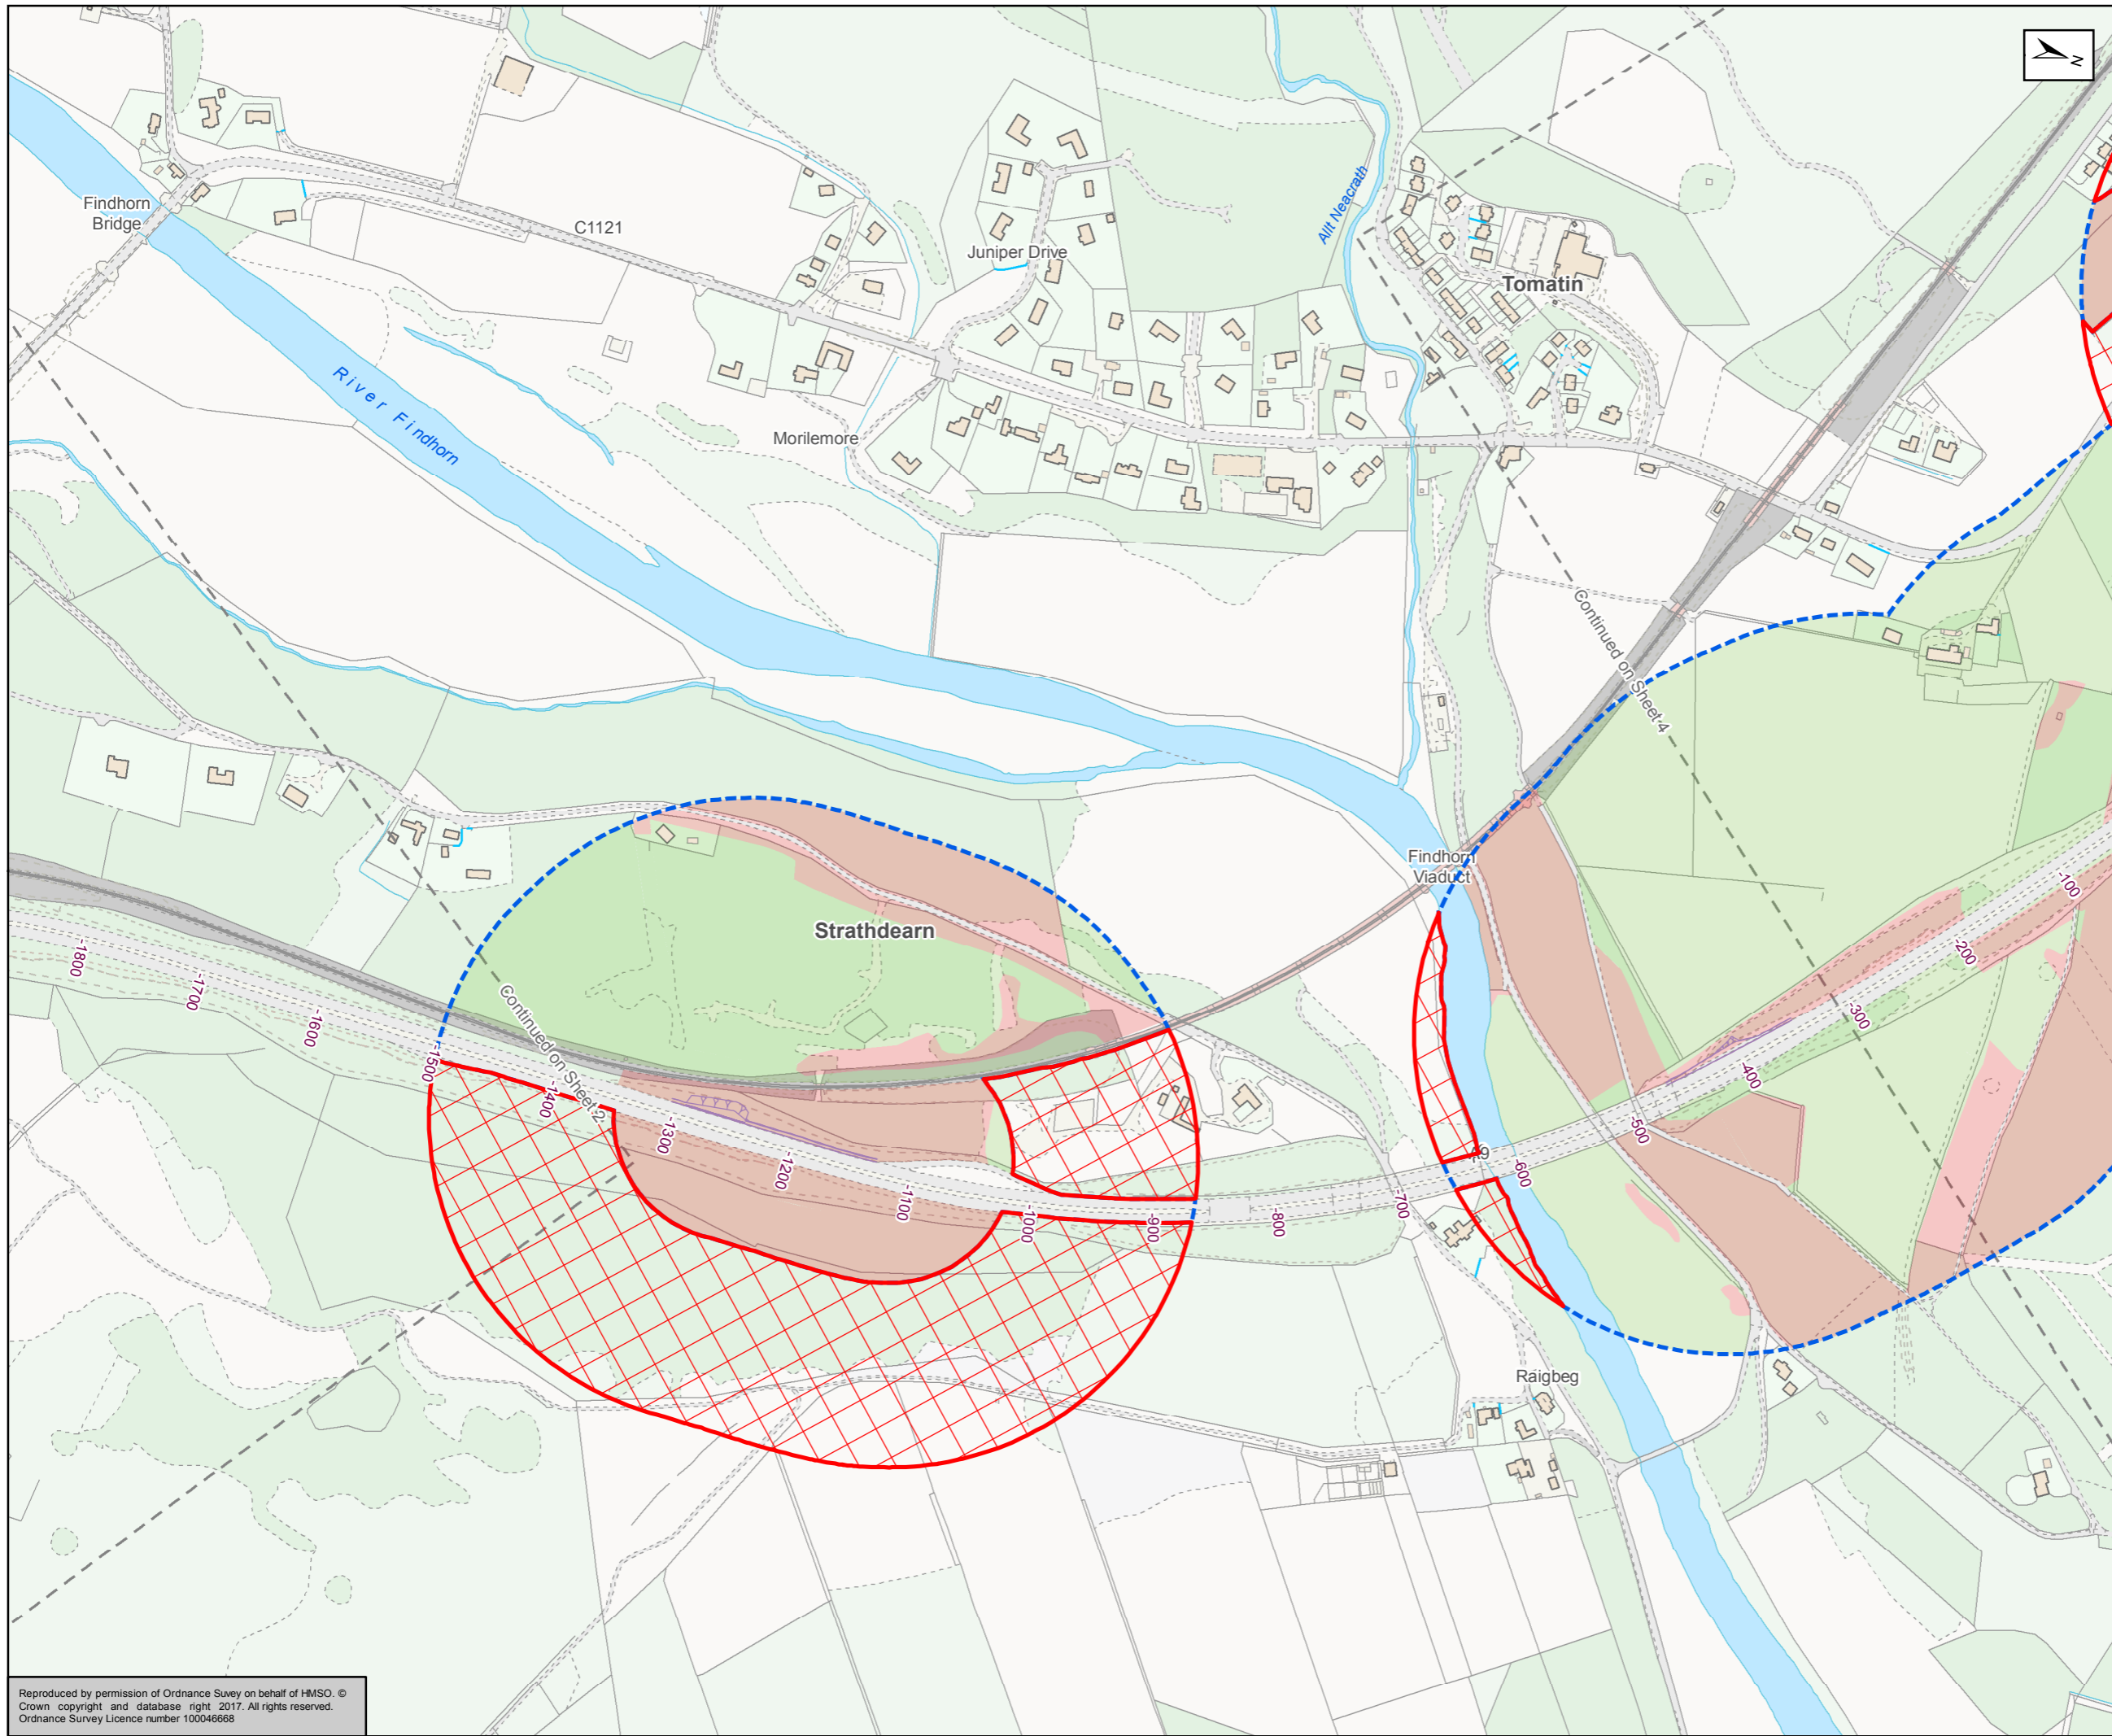 N
Findhorn
Bridge
C1121
Juniper Drive
Allt Neacrath
Tomatin
River Findhorn
Morilemore
Continued on Sheet 4
Findhorn
Viaduct
Strathdearn
Continued on Sheet 2
-1800
-1700
-1600
-1500
-1400
-1300
-1200
-1100
-1000
-900
-800
-700
-600
-500
-400
-300
-200
-100
A9
Raigbeg
Reproduced by permission of Ordnance Suvey on behalf of HMSO. ©
Crown copyright and database right 2017. All rights reserved.
Ordnance Survey Licence number 100046668